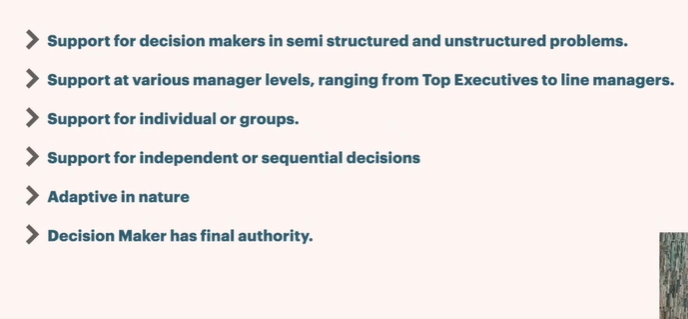 Support for decision makers in semi structured and unstructured problems.
Support at various manager levels, ranging from Top Executives to line managers.
Support for individual or groups.
Support for independent or sequential decisions
Adaptive in nature
Decision Maker has final authority.